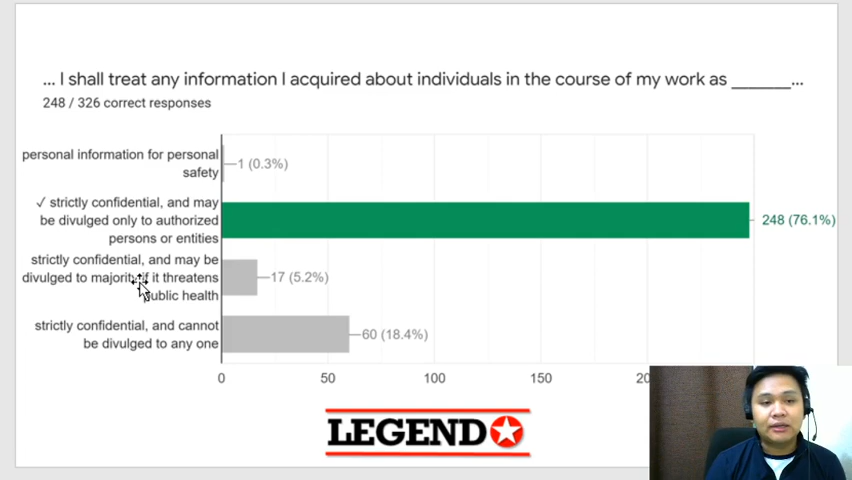 ... I shall treat any information I acquired about individuals in the course of my work as _______...
248 / 326 correct responses
personal information for personal
safety
1 (0.3%)
✓ strictly confidential, and may
be divulged only to authorized
persons or entities
248 (76.1%)
strictly confidential, and may be
divulged to majority if it threatens
public health
17 (5.2%)
strictly confidential, and cannot
be divulged to any one
60 (18.4%)
0 50 100 150
LEGEND